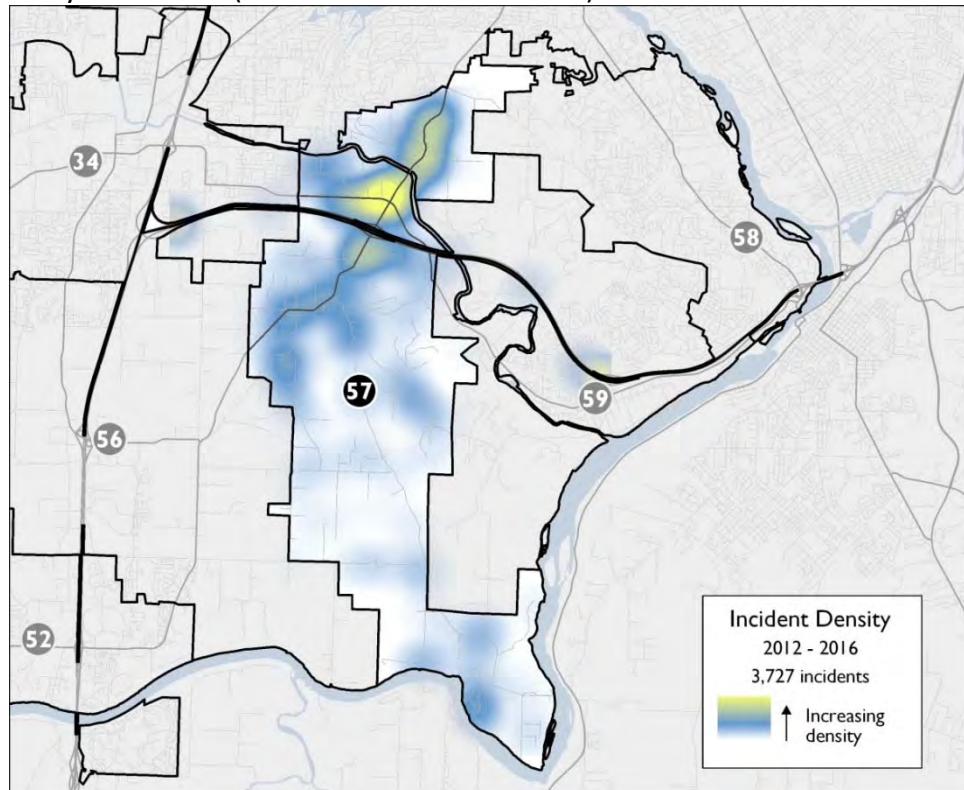 34
58
57
59
56
52
Incident Density
2012 - 2016
3,727 incidents
Increasing
density